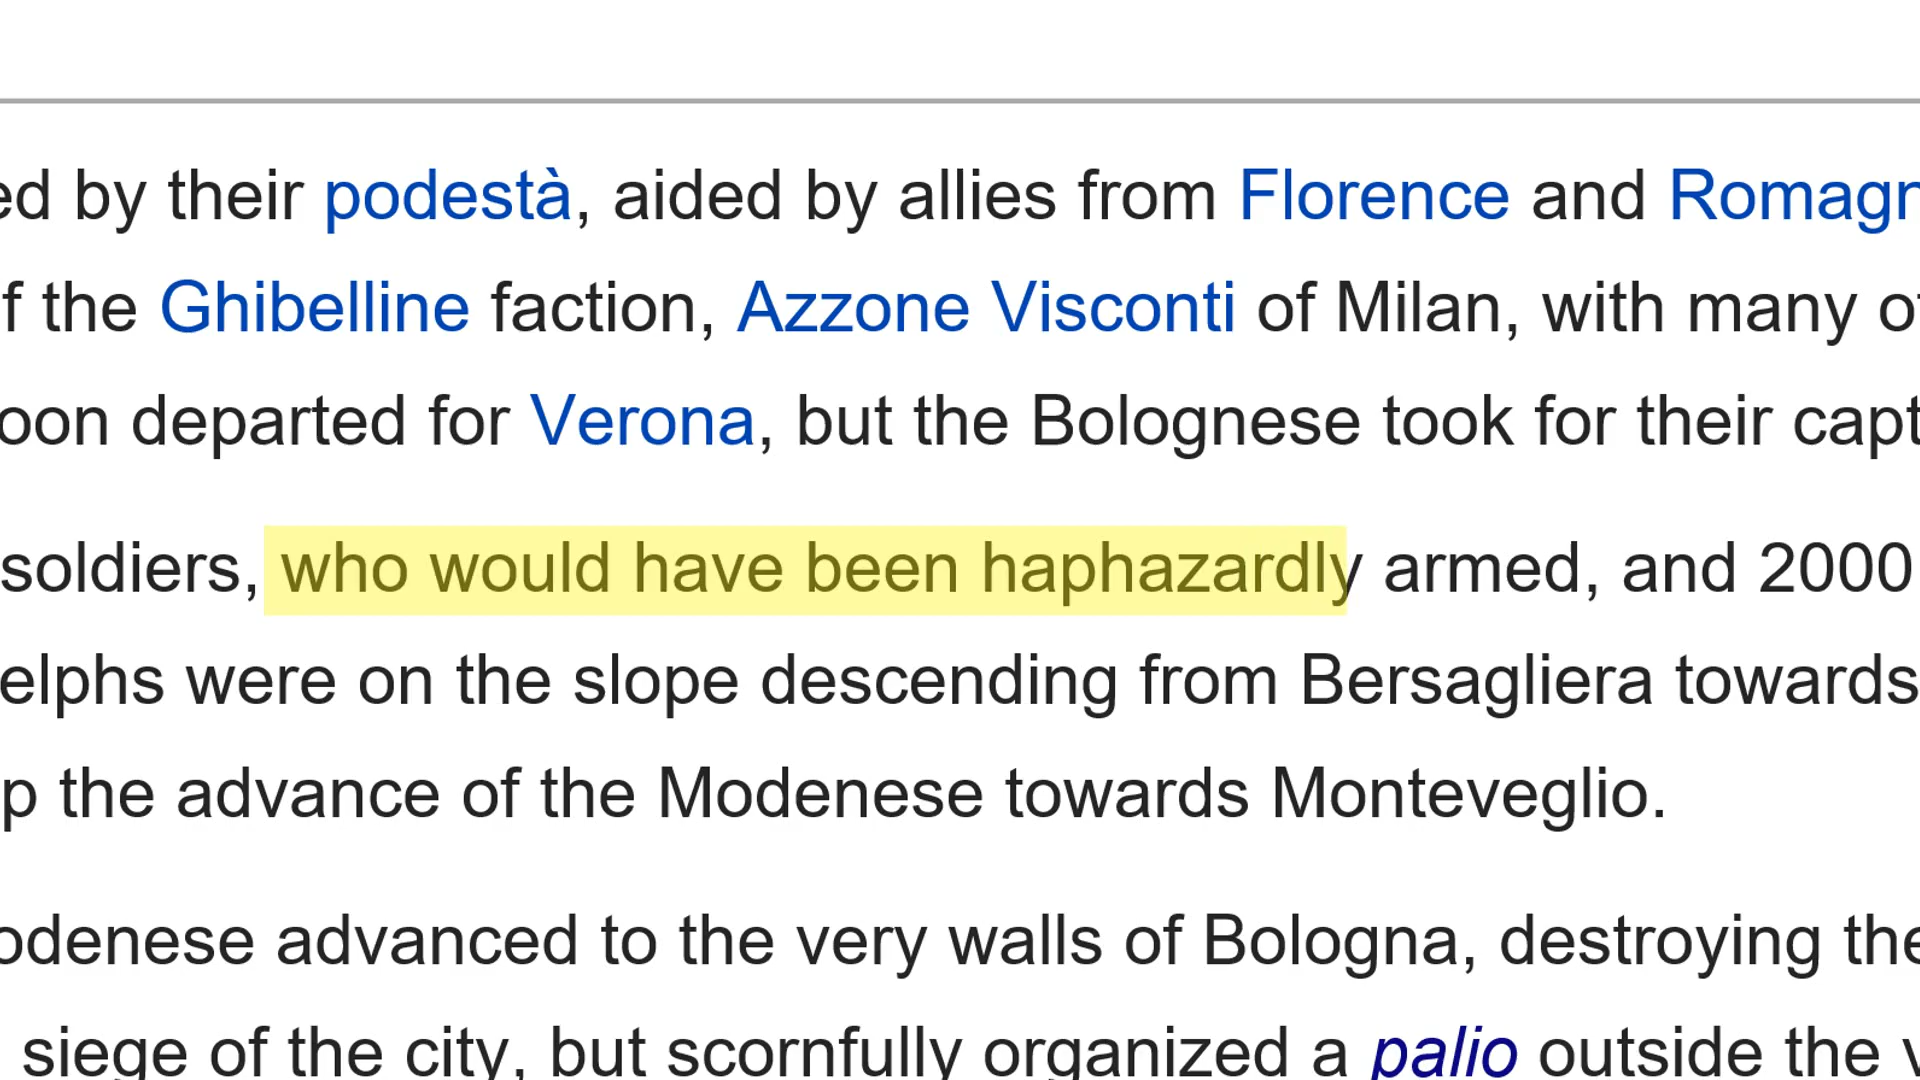 ed by their podestà, aided by allies from Florence and Romagn
f the Ghibelline faction, Azzone Visconti of Milan, with many of
oon departed for Verona, but the Bolognese took for their capt
soldiers, who would have been haphazardly armed, and 2000
elphs were on the slope descending from Bersagliera towards
p the advance of the Modenese towards Monteveglio.
odenese advanced to the very walls of Bologna, destroying the
siege of the city, but scornfully organized a palio outside the